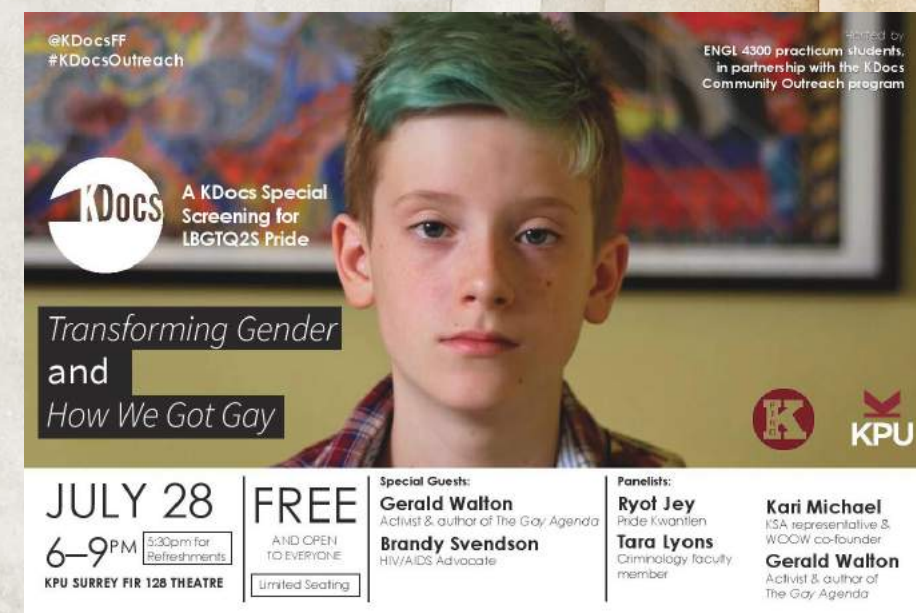 @KDocsFF
#KDocsOutreach
Hosted by
ENGL 4300 practicum students,
in partnership with the KDocs
Community Outreach program
KDocs
A KDocs Special
Screening for
LBGTQ2S Pride
Transforming Gender
and
How We Got Gay
K
KPU
JULY 28
6–9PM
5:30pm for
Refreshments
KPU SURREY FIR 128 THEATRE
FREE
AND OPEN
TO EVERYONE
Limited Seating
Special Guests:
Gerald Walton
Activist & author of The Gay Agenda
Brandy Svendson
HIV/AIDS Advocate
Panelists:
Ryot Jey
Pride Kwantlen
Tara Lyons
Criminology faculty
member
Kari Michael
KSA representative &
WOOW co-founder
Gerald Walton
Activist & author of
The Gay Agenda